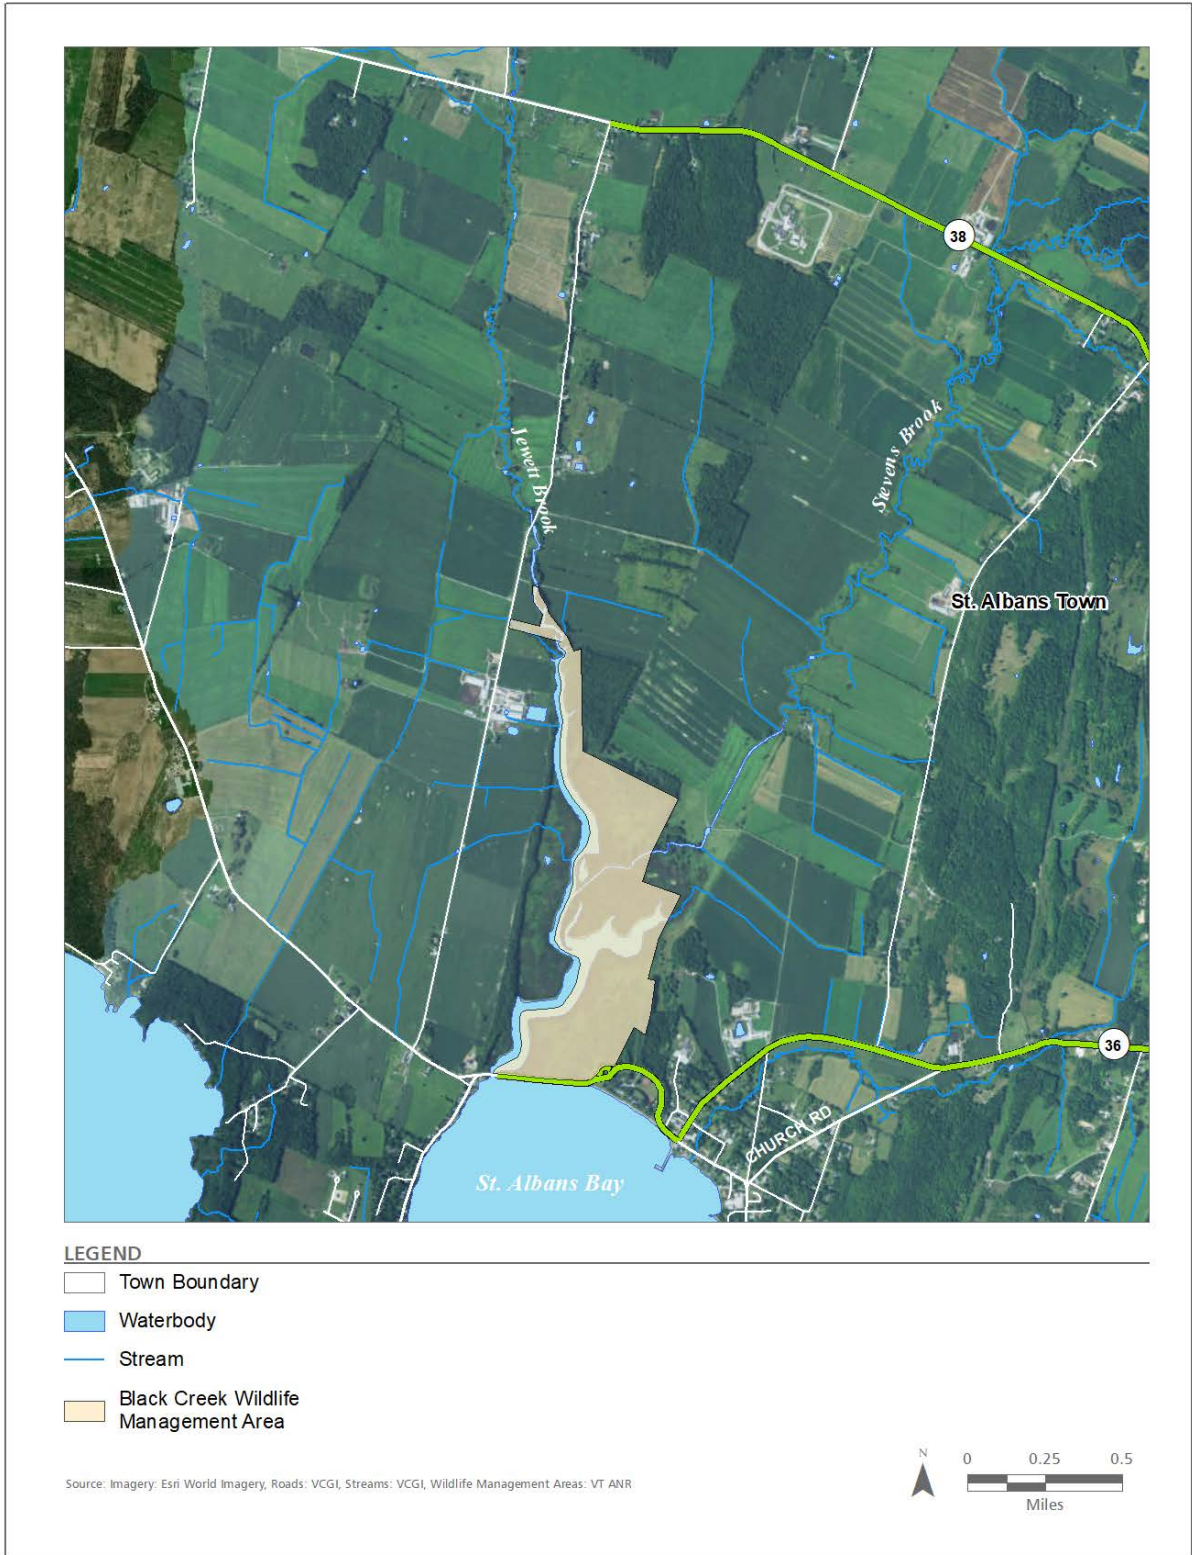 38
Jewett Brook
Stevens Brook
St. Albans Town
36
CHURCH RD
St. Albans Bay
LEGEND
Town Boundary
Waterbody
Stream
Black Creek Wildlife
Management Area
Source: Imagery: Esri World Imagery, Roads: VCGI, Streams: VCGI, Wildlife Management Areas: VT ANR
N
0 0.25 0.5
Miles